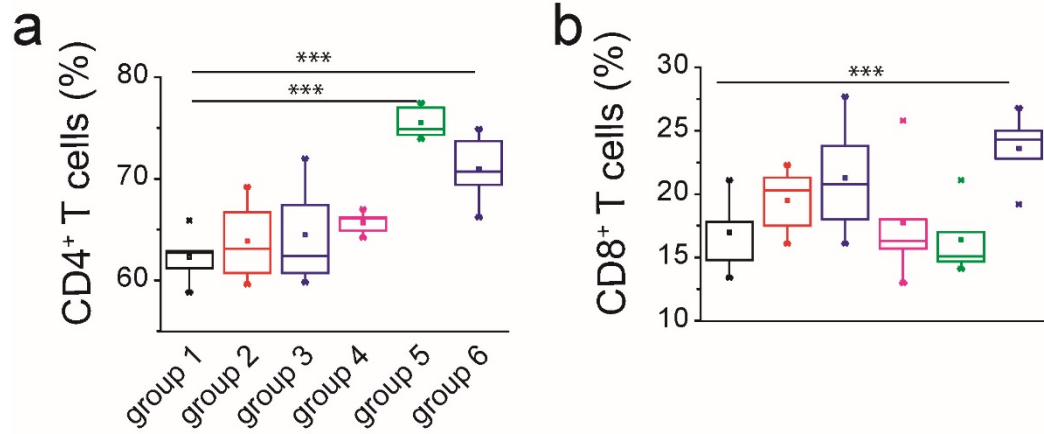 a
CD4⁺ T cells (%)
80
70
60
***
***
group 1
group 2
group 3
group 4
group 5
group 6
b
CD8⁺ T cells (%)
30
25
20
15
10
***